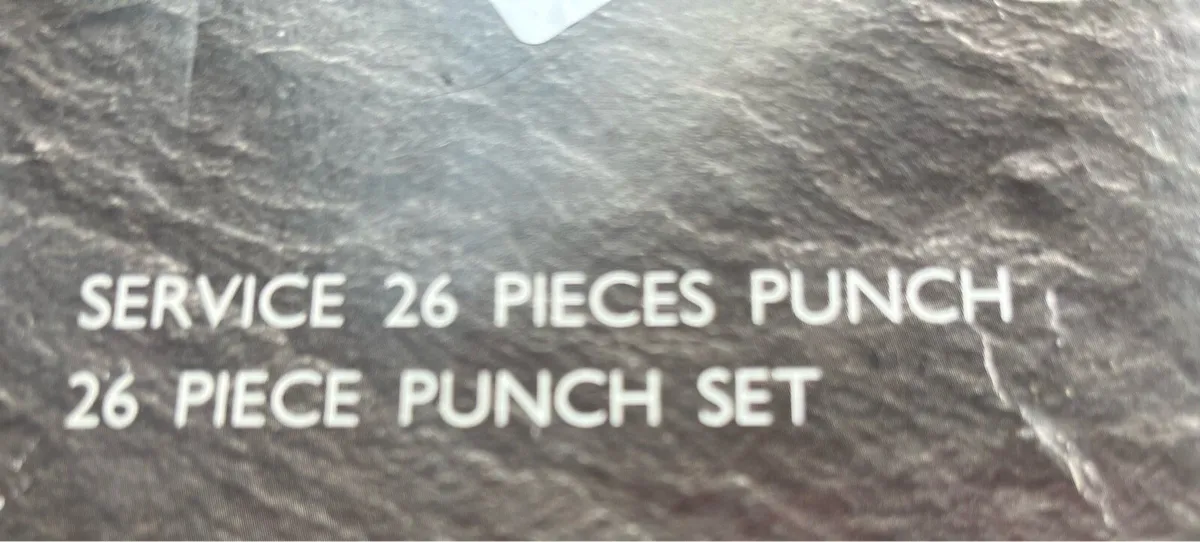 SERVICE 26 PIECES PUNCH
26 PIECE PUNCH SET